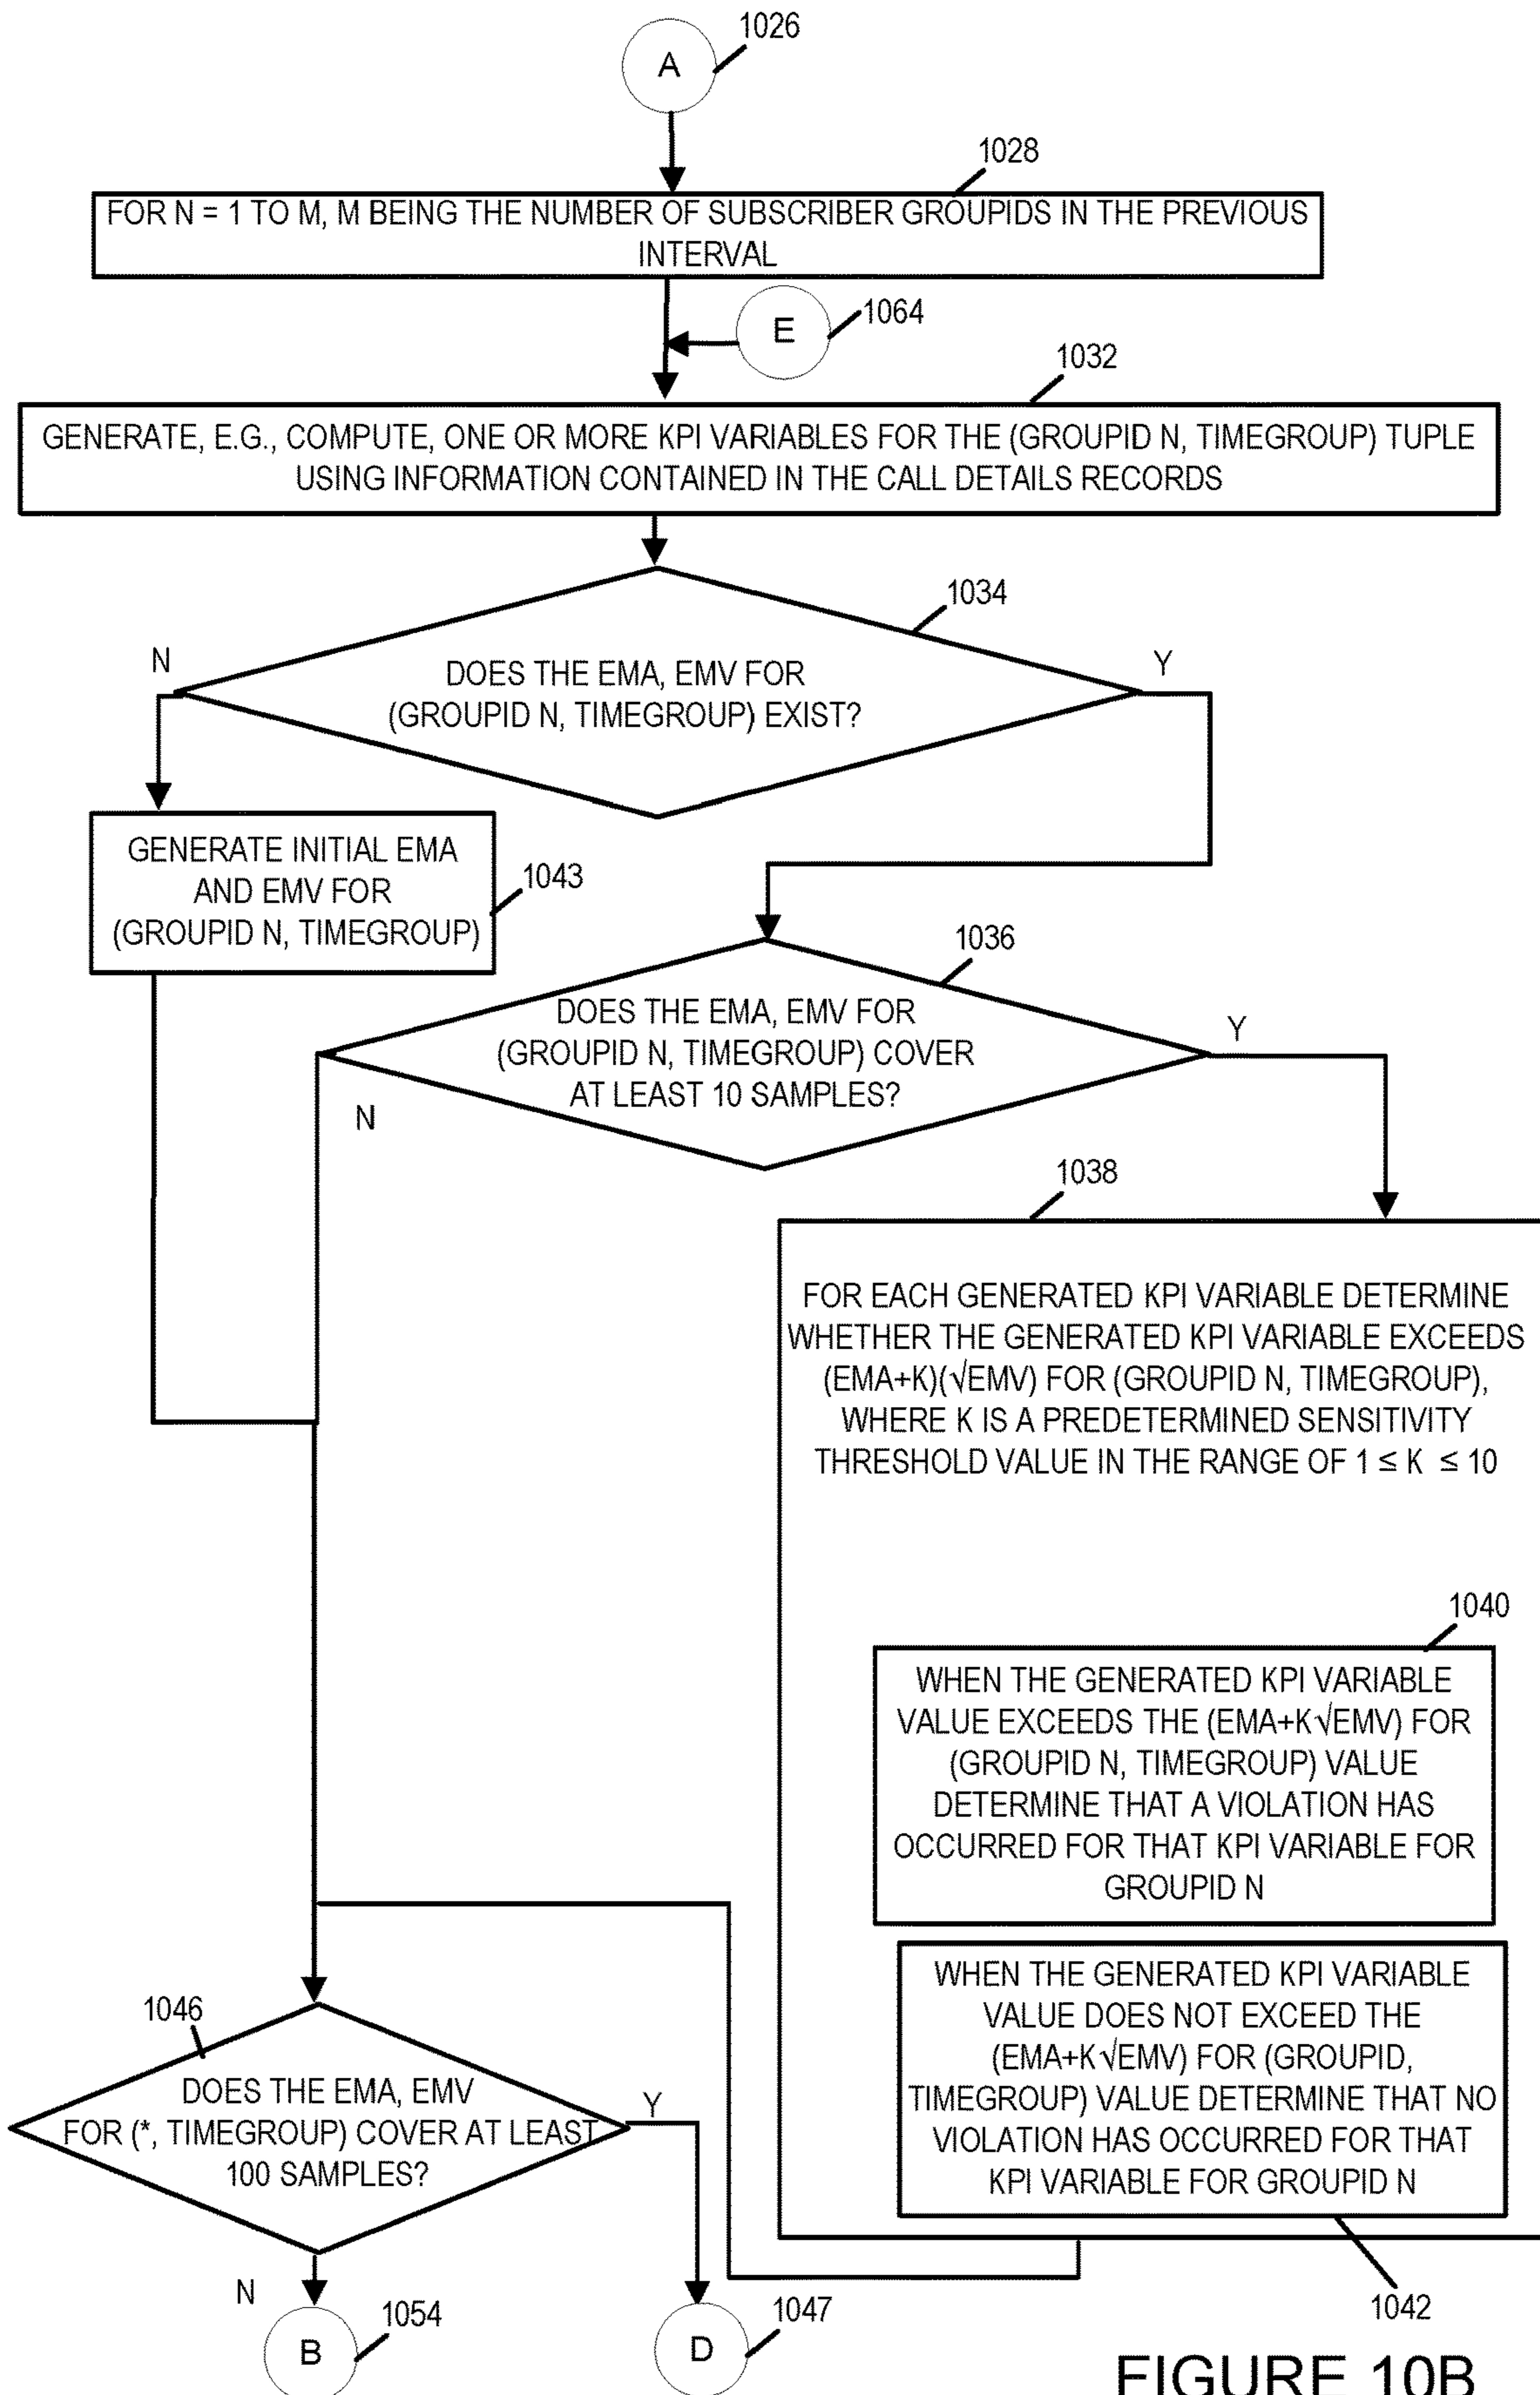 A
1026
1028
FOR N = 1 TO M, M BEING THE NUMBER OF SUBSCRIBER GROUPIDS IN THE PREVIOUS
INTERVAL
E
1064
1032
GENERATE, E.G., COMPUTE, ONE OR MORE KPI VARIABLES FOR THE (GROUPID N, TIMEGROUP) TUPLE
USING INFORMATION CONTAINED IN THE CALL DETAILS RECORDS
1034
N
Y
DOES THE EMA, EMV FOR
(GROUPID N, TIMEGROUP) EXIST?
GENERATE INITIAL EMA
AND EMV FOR
(GROUPID N, TIMEGROUP)
1043
1036
DOES THE EMA, EMV FOR
(GROUPID N, TIMEGROUP) COVER
AT LEAST 10 SAMPLES?
Y
N
1038
FOR EACH GENERATED KPI VARIABLE DETERMINE
WHETHER THE GENERATED KPI VARIABLE EXCEEDS
(EMA+K)(√EMV) FOR (GROUPID N, TIMEGROUP),
WHERE K IS A PREDETERMINED SENSITIVITY
THRESHOLD VALUE IN THE RANGE OF 1 ≤ K ≤ 10
1040
WHEN THE GENERATED KPI VARIABLE
VALUE EXCEEDS THE (EMA+K√EMV) FOR
(GROUPID N, TIMEGROUP) VALUE
DETERMINE THAT A VIOLATION HAS
OCCURRED FOR THAT KPI VARIABLE FOR
GROUPID N
WHEN THE GENERATED KPI VARIABLE
VALUE DOES NOT EXCEED THE
(EMA+K√EMV) FOR (GROUPID,
TIMEGROUP) VALUE DETERMINE THAT NO
VIOLATION HAS OCCURRED FOR THAT
KPI VARIABLE FOR GROUPID N
1042
1046
DOES THE EMA, EMV
FOR (*, TIMEGROUP) COVER AT LEAST
100 SAMPLES?
Y
N
B
1054
D
1047
FIGURE 10B